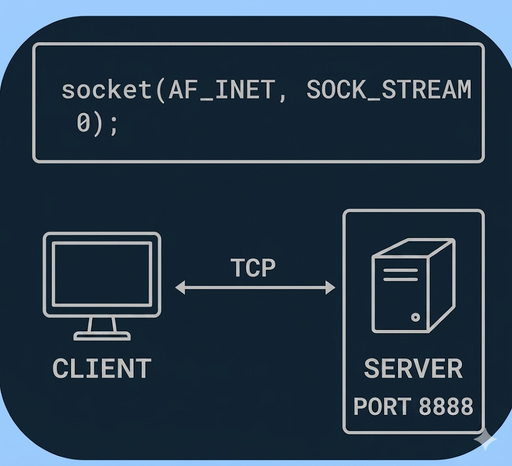 socket(AF_INET, SOCK_STREAM
0);
TCP
CLIENT
SERVER
PORT 8888